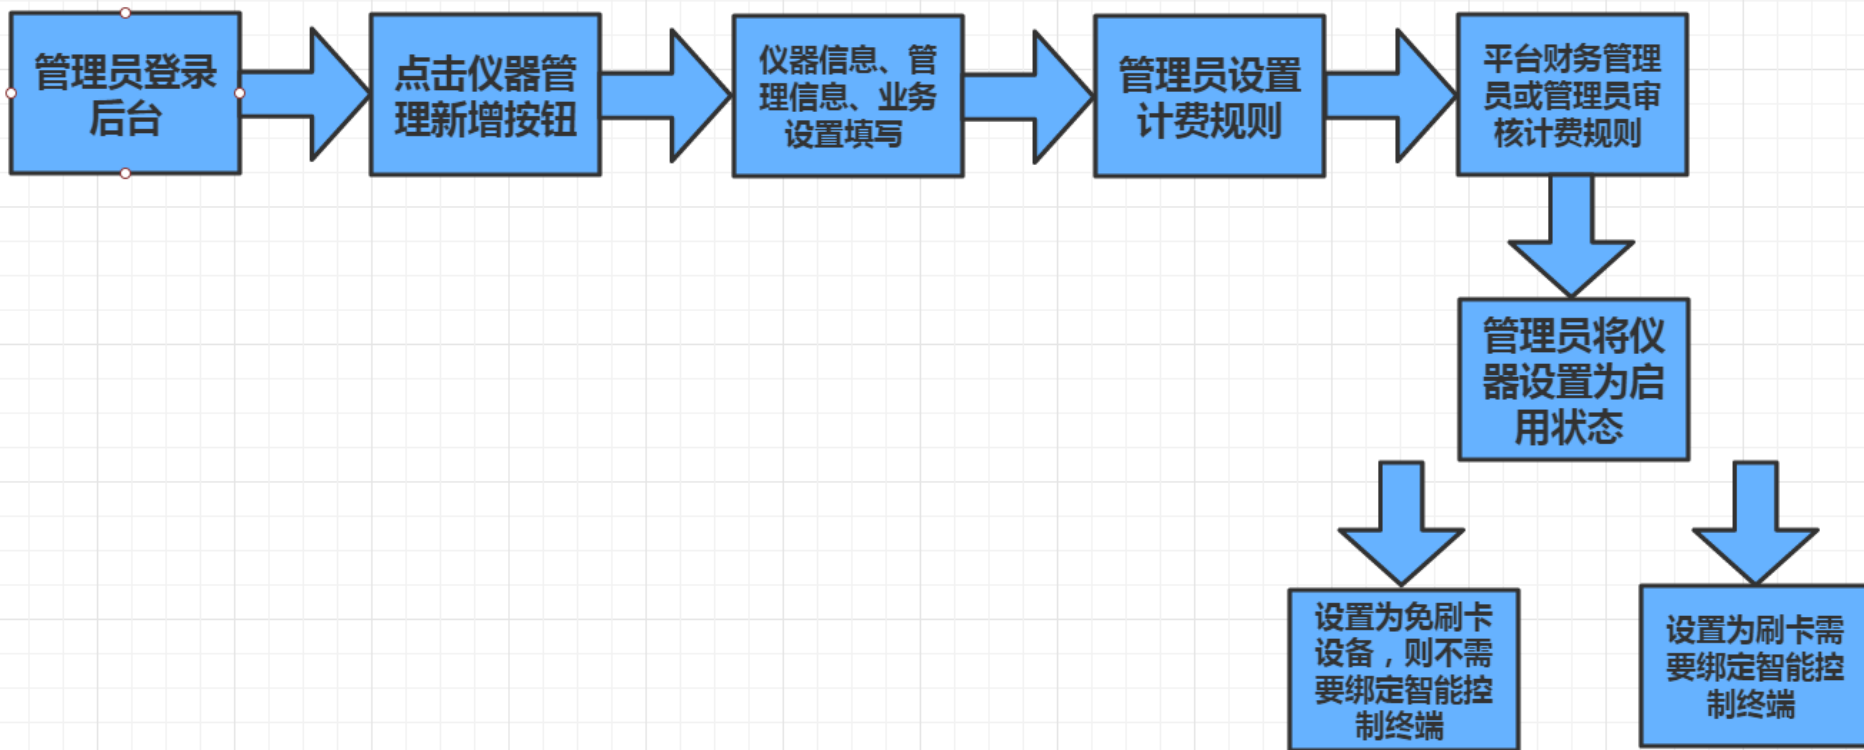 管理员登录
后台
点击仪器管
理新增按钮
仪器信息、管
理信息、业务
设置填写
管理员设置
计费规则
平台财务管理
员或管理员审
核计费规则
管理员将仪
器设置为启
用状态
设置为免刷卡
设备，则不需
要绑定智能控
制终端
设置为刷卡需
要绑定智能控
制终端